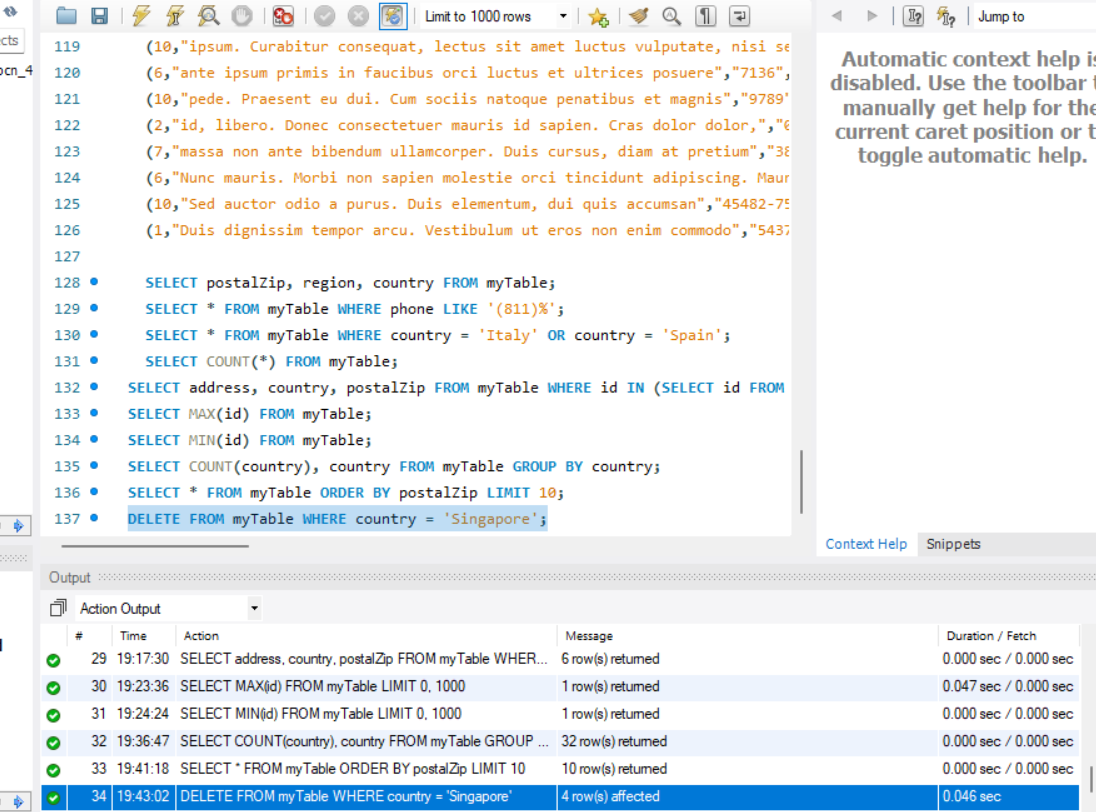 Limit to 1000 rows
Jump to
119 (10,"ipsum. Curabitur consequat, lectus sit amet luctus vulputate, nisi se
120 (6,"ante ipsum primis in faucibus orci luctus et ultrices posuere","7136",
121 (10,"pede. Praesent eu dui. Cum sociis natoque penatibus et magnis","9789"
122 (2,"id, libero. Donec consectetuer mauris id sapien. Cras dolor dolor,","0
123 (7,"massa non ante bibendum ullamcorper. Duis cursus, diam at pretium","38
124 (6,"Nunc mauris. Morbi non sapien molestie orci tincidunt adipiscing. Maur
125 (10,"Sed auctor odio a purus. Duis elementum, dui quis accumsan","45482-75
126 (1,"Duis dignissim tempor arcu. Vestibulum ut eros non enim commodo","5437
127
128 SELECT postalZip, region, country FROM myTable;
129 SELECT * FROM myTable WHERE phone LIKE '(811)%';
130 SELECT * FROM myTable WHERE country = 'Italy' OR country = 'Spain';
131 SELECT COUNT(*) FROM myTable;
132 SELECT address, country, postalZip FROM myTable WHERE id IN (SELECT id FROM
133 SELECT MAX(id) FROM myTable;
134 SELECT MIN(id) FROM myTable;
135 SELECT COUNT(country), country FROM myTable GROUP BY country;
136 SELECT * FROM myTable ORDER BY postalZip LIMIT 10;
137 DELETE FROM myTable WHERE country = 'Singapore';
ects
ocn_4
Automatic context help is
disabled. Use the toolbar t
manually get help for the
current caret position or t
toggle automatic help.
Context Help Snippets
Output
Action Output
# Time Action Message Duration / Fetch
29 19:17:30 SELECT address, country, postalZip FROM myTable WHER... 6 row(s) returned 0.000 sec / 0.000 sec
30 19:23:36 SELECT MAX(id) FROM myTable LIMIT 0, 1000 1 row(s) returned 0.047 sec / 0.000 sec
31 19:24:24 SELECT MIN(id) FROM myTable LIMIT 0, 1000 1 row(s) returned 0.000 sec / 0.000 sec
32 19:36:47 SELECT COUNT(country), country FROM myTable GROUP ... 32 row(s) returned 0.000 sec / 0.000 sec
33 19:41:18 SELECT * FROM myTable ORDER BY postalZip LIMIT 10 10 row(s) returned 0.000 sec / 0.000 sec
34 19:43:02 DELETE FROM myTable WHERE country = 'Singapore' 4 row(s) affected 0.046 sec